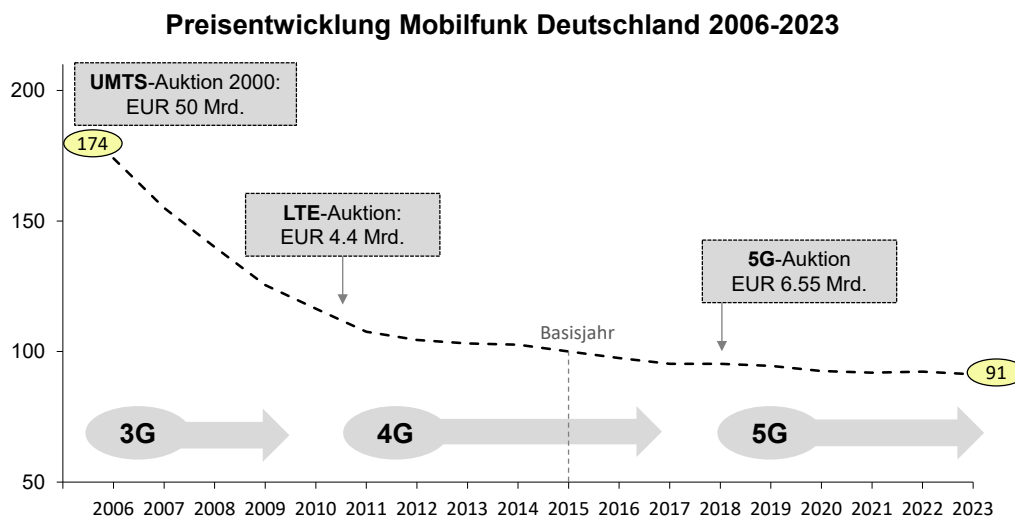 Preisentwicklung Mobilfunk Deutschland 2006-2023
200
UMTS-Auktion 2000:
EUR 50 Mrd.
174
150
LTE-Auktion:
EUR 4.4 Mrd.
5G-Auktion
EUR 6.55 Mrd.
Basisjahr
100
91
3G
4G
5G
50
2006 2007 2008 2009 2010 2011 2012 2013 2014 2015 2016 2017 2018 2019 2020 2021 2022 2023